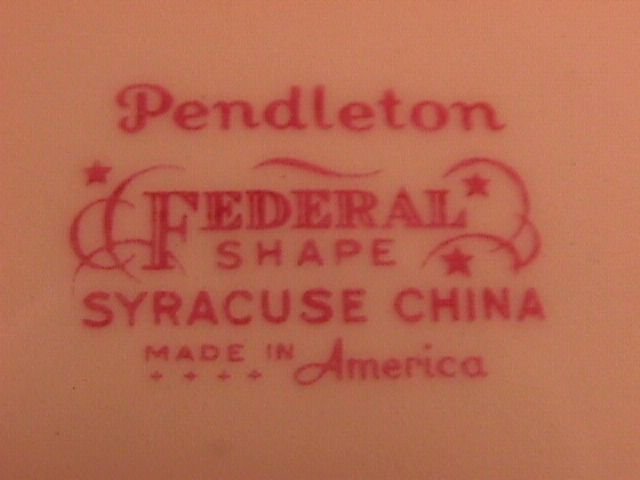 Pendleton
FEDERAL
SHAPE
SYRACUSE CHINA
MADE IN America